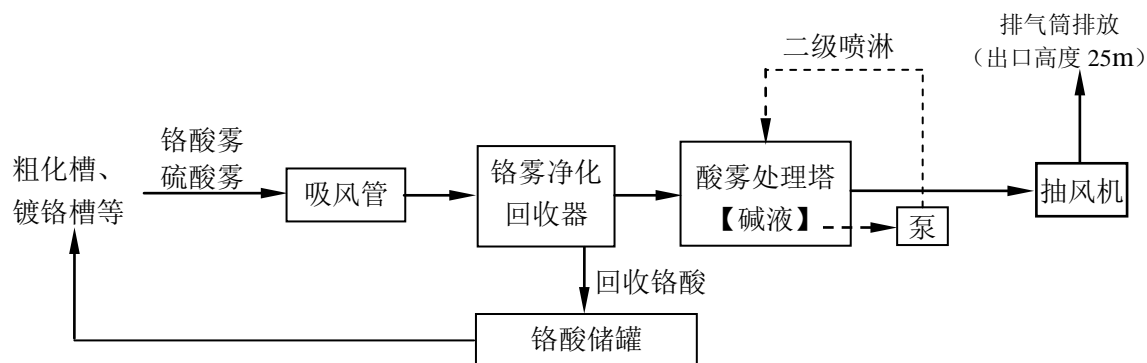 排气筒排放
（出口高度 25m）
二级喷淋
铬酸雾
硫酸雾
粗化槽、
镀铬槽等
吸风管
铬雾净化
回收器
酸雾处理塔
【碱液】
泵
抽风机
回收铬酸
铬酸储罐